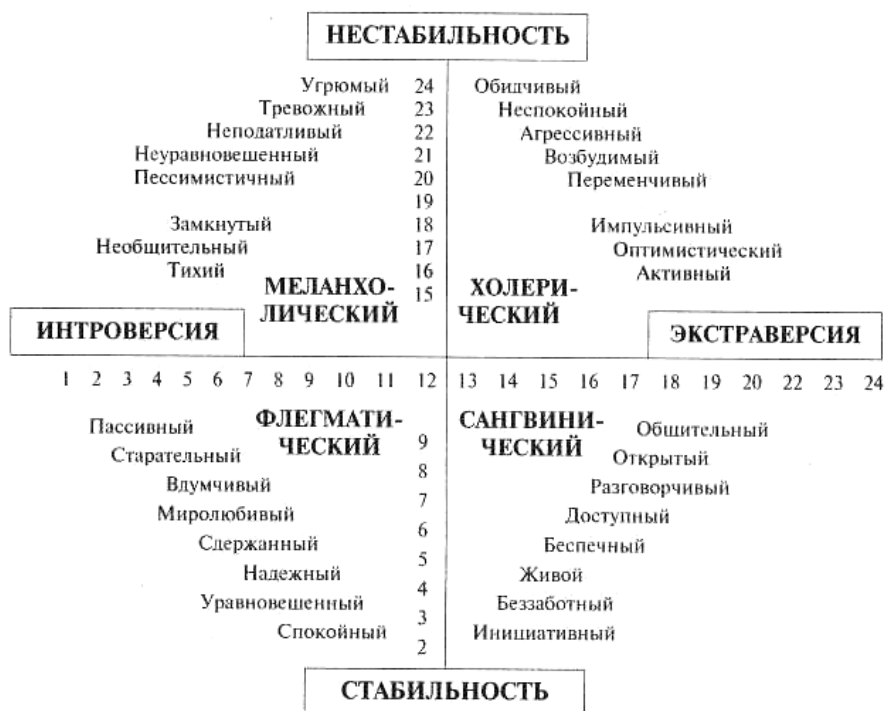 НЕСТАБИЛЬНОСТЬ
Угрюмый 24 Обидчивый
Тревожный 23 Неспокойный
Неподатливый 22 Агрессивный
Неуравновешенный 21 Возбудимый
Пессимистичный 20 Переменчивый
19
Замкнутый 18 Импульсивный
Необщительный 17 Оптимистический
Тихий 16 Активный
МЕЛАНХО- 15 ХОЛЕРИ-
ЛИЧЕСКИЙ ЧЕСКИЙ
ИНТРОВЕРСИЯ ЭКСТРАВЕРСИЯ
1 2 3 4 5 6 7 8 9 10 11 12 13 14 15 16 17 18 19 20 22 23 24
Пассивный ФЛЕГМАТИ- 9 САНГВИНИ- Общительный
Старательный ЧЕСКИЙ 8 ЧЕСКИЙ Открытый
Вдумчивый 7 Разговорчивый
Миролюбивый 6 Доступный
Сдержанный 5 Беспечный
Надежный 4 Живой
Уравновешенный 3 Беззаботный
Спокойный 2 Инициативный
СТАБИЛЬНОСТЬ